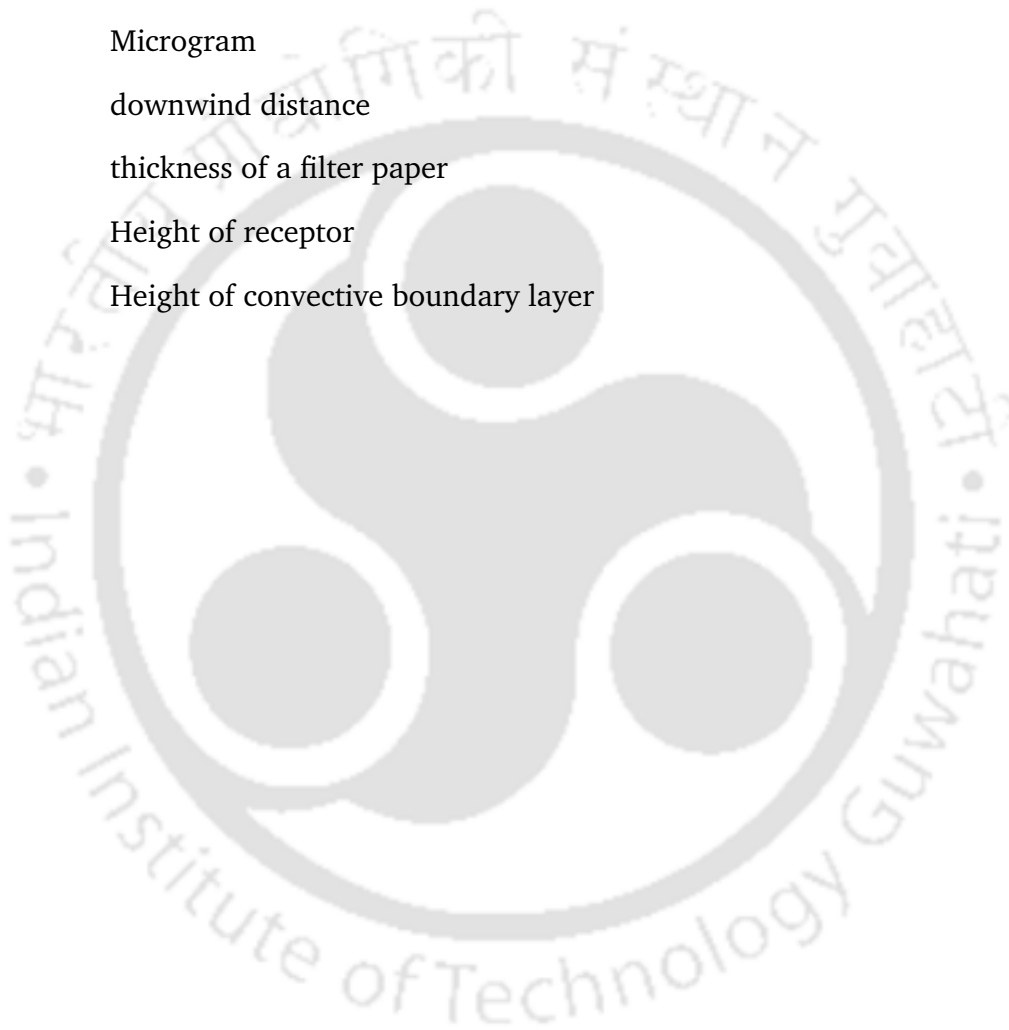 Microgram
downwind distance
thickness of a filter paper
Height of receptor
Height of convective boundary layer
भारतीय प्रौद्योगिकी संस्थान गुवाहाटी
• Indian Institute of Technology Guwahati •